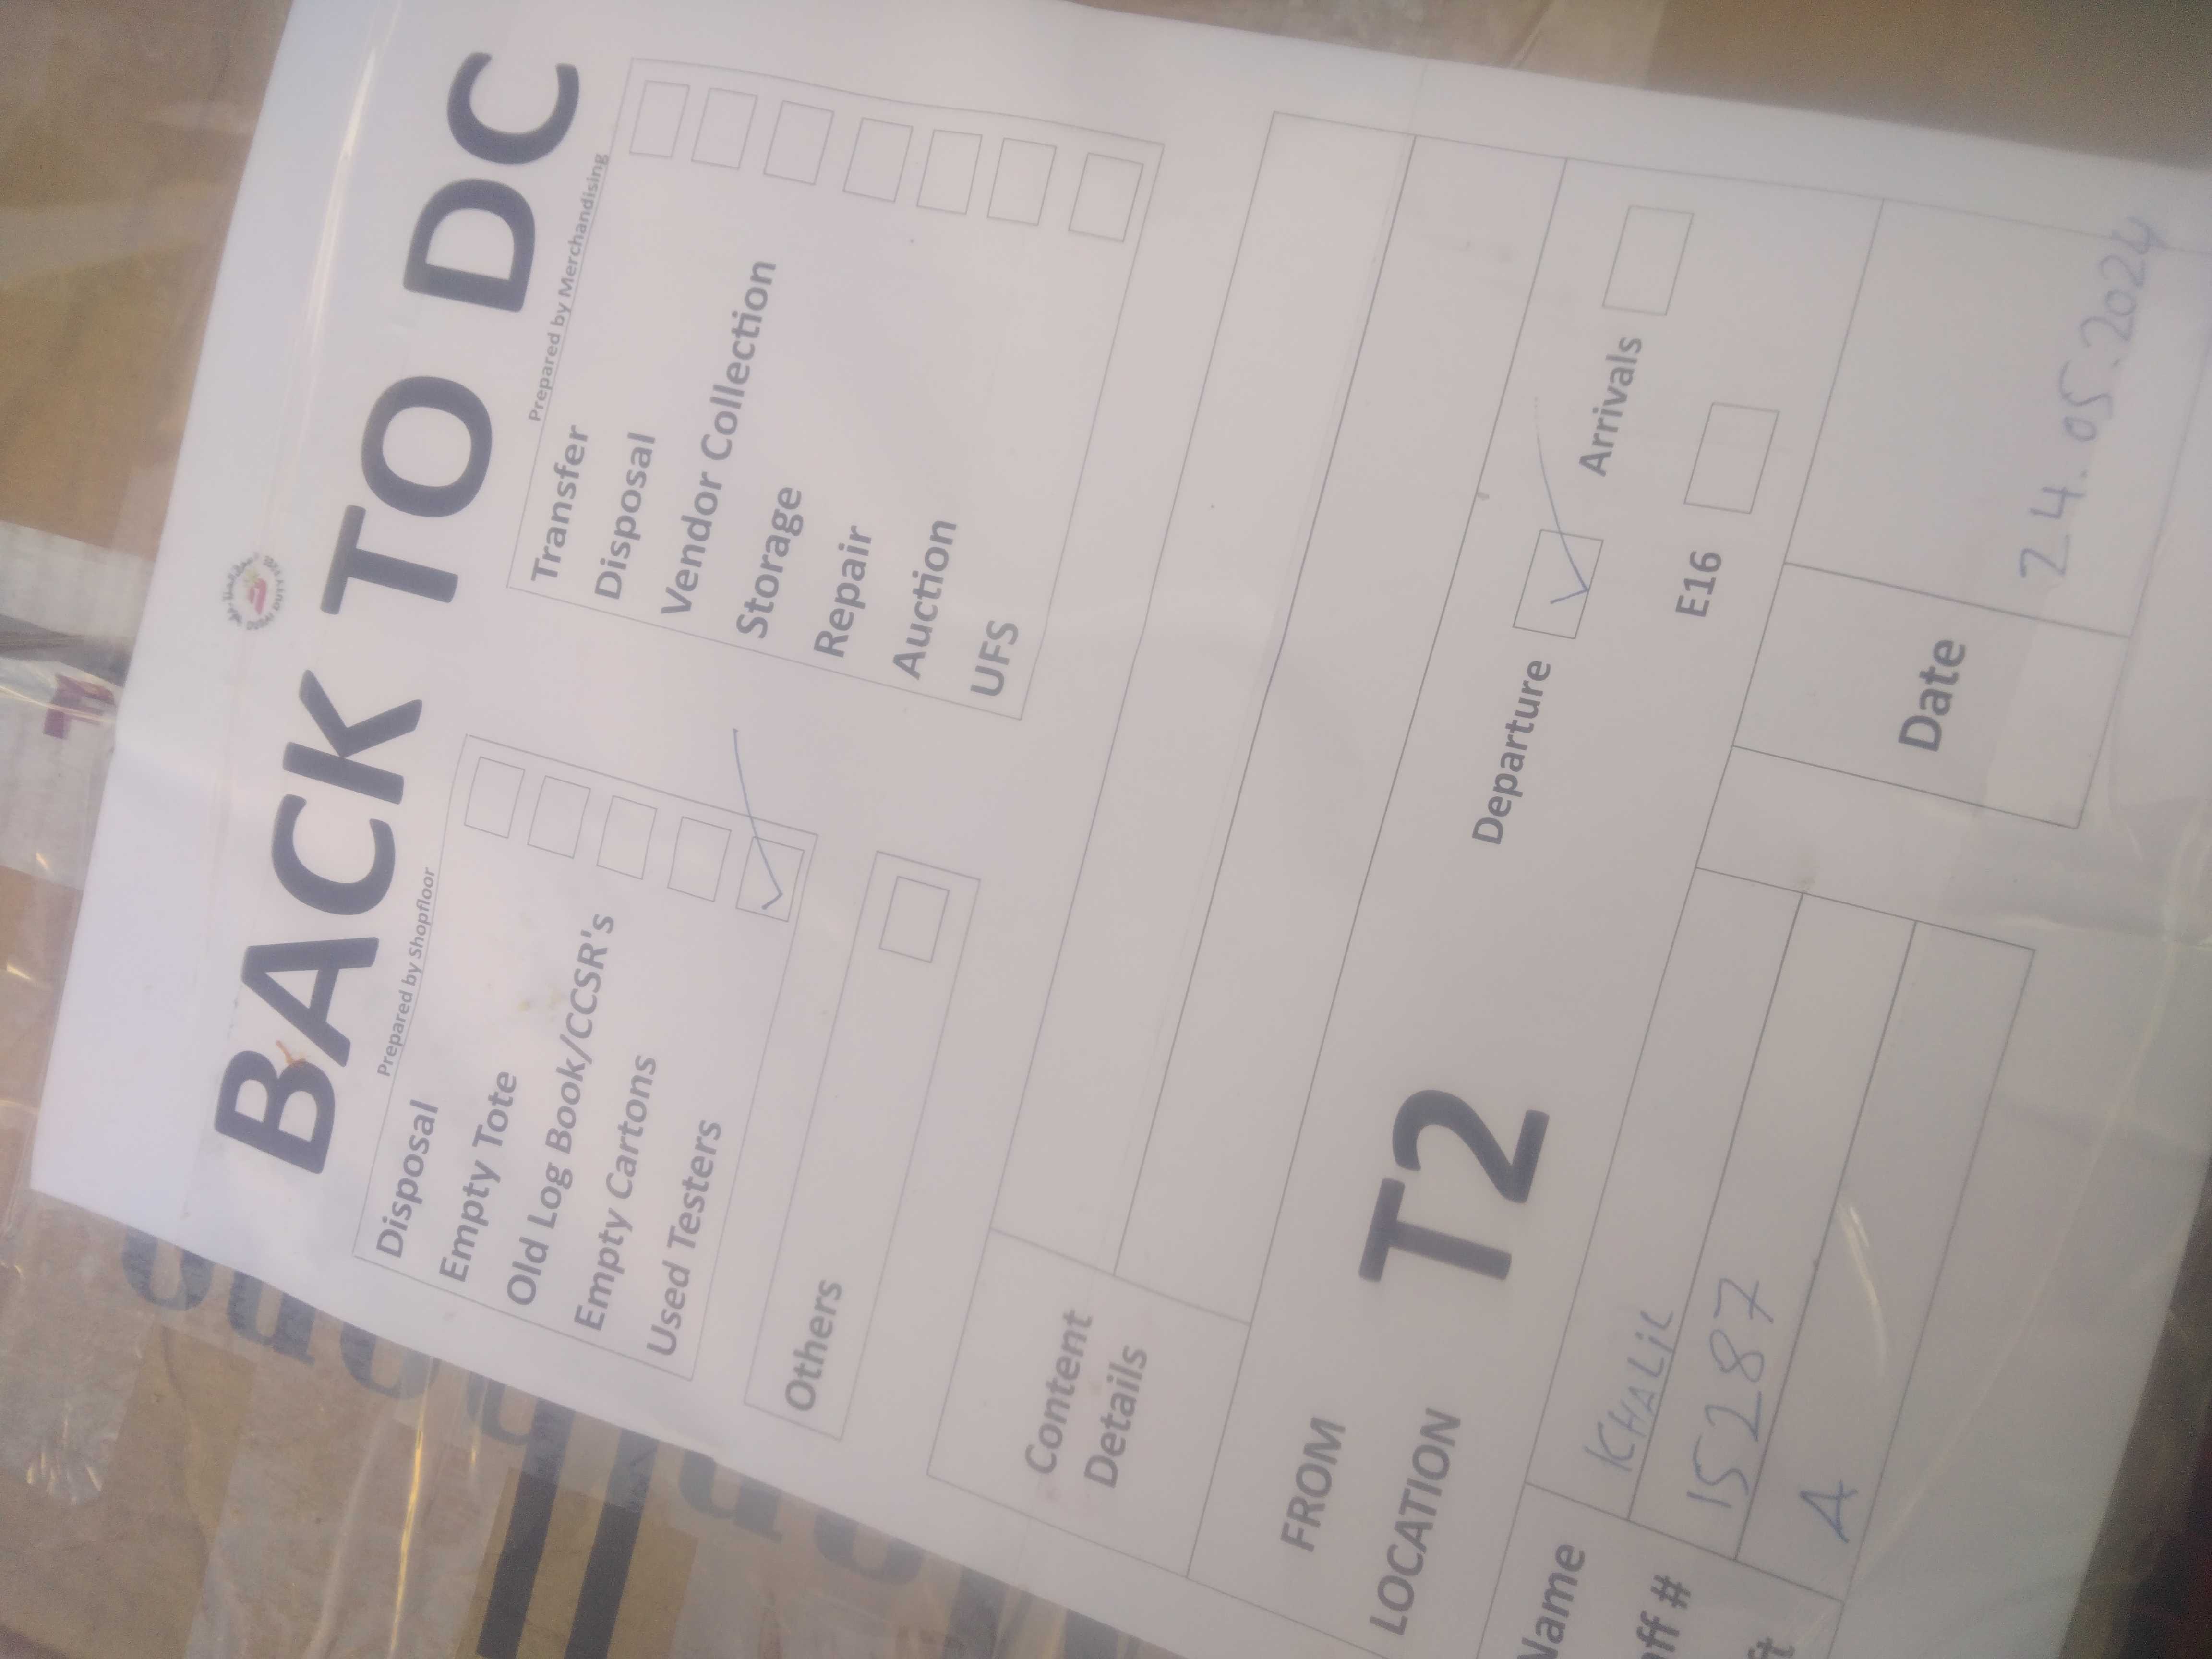 BACK TO DC
Prepared by Shopfloor
Disposal
Empty Tote
Old Log Book/CCSR's
Empty Cartons
Used Testers
Others
Prepared by Merchandising
Transfer
Disposal
Vendor Collection
Storage
Repair
Auction
UFS
Content
Details
FROM
LOCATION
T2
Departure
Arrivals
E16
Name KHALIL
aff # 15287
ft A
Date 24.05.2024